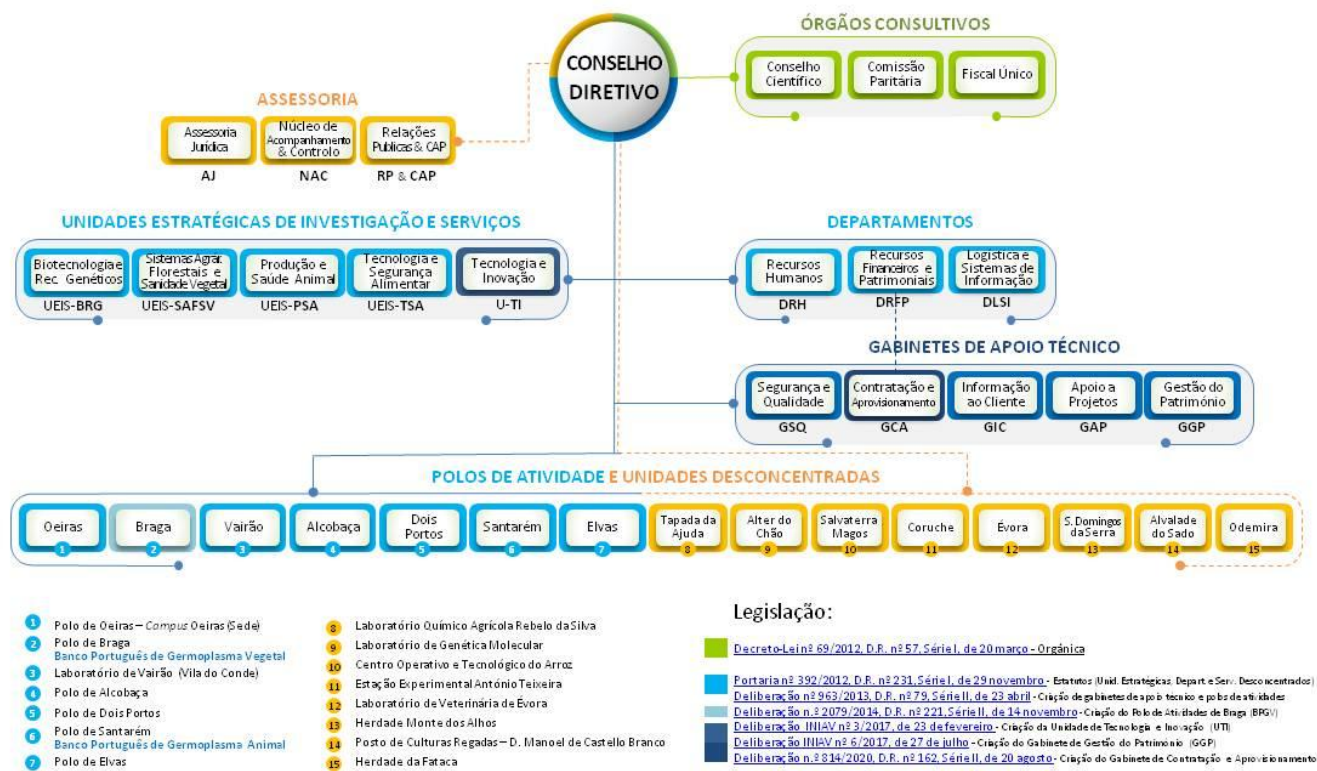 CONSELHO
DIRETIVO
ÓRGÃOS CONSULTIVOS
Conselho
Científico
Comissão
Paritária
Fiscal Único
ASSESSORIA
Assessoria
Jurídica
AJ
Núcleo de
Acompanhamento
& Controlo
NAC
Relações
Publicas & CAP
RP & CAP
UNIDADES ESTRATÉGICAS DE INVESTIGAÇÃO E SERVIÇOS
Biotecnologia e
Rec. Genéticos
UEIS-BRG
Sistemas Agrár.
Florestais e
Sanidade Vegetal
UEIS-SAFSV
Produção e
Saúde Animal
UEIS-PSA
Tecnologia e
Segurança
Alimentar
UEIS-TSA
Tecnologia e
Inovação
U-TI
DEPARTAMENTOS
Recursos
Humanos
DRH
Recursos
Financeiros e
Patrimoniais
DRFP
Logística e
Sistemas de
Informação
DLSI
GABINETES DE APOIO TÉCNICO
Segurança e
Qualidade
GSQ
Contratação e
Aprovisionamento
GCA
Informação
ao Cliente
GIC
Apoio a
Projetos
GAP
Gestão do
Património
GGP
POLOS DE ATIVIDADE E UNIDADES DESCONCENTRADAS
Oeiras
1
Braga
2
Vairão
3
Alcobaça
4
Dois
Portos
5
Santarém
6
Elvas
7
Tapada da
Ajuda
8
Alter do
Chão
9
Salvaterra
Magos
10
Coruche
11
Évora
12
S. Domingos
da Serra
13
Alvalade
do Sado
14
Odemira
15
1 Polo de Oeiras – Campus Oeiras (Sede)
2 Polo de Braga
Banco Português de Germoplasma Vegetal
3 Laboratório de Vairão (Vila do Conde)
4 Polo de Alcobaça
5 Polo de Dois Portos
6 Polo de Santarém
Banco Português de Germoplasma Animal
7 Polo de Elvas
8 Laboratório Químico Agrícola Rebelo da Silva
9 Laboratório de Genética Molecular
10 Centro Operativo e Tecnológico do Arroz
11 Estação Experimental António Teixeira
12 Laboratório de Veterinária de Évora
13 Herdade Monte dos Alhos
14 Posto de Culturas Regadas – D. Manoel de Castello Branco
15 Herdade da Fataca
Legislação:
Decreto-Lei nº 69/2012, D.R. nº 57, Série I, de 20 março - Orgânica
Portaria nº 392/2012, D.R. nº 231, Série I, de 29 novembro - Estatutos (Unid. Estratégicas, Depart. e Serv. Desconcentrados)
Deliberação nº 963/2013, D.R. nº 79, Série II, de 23 abril - Criação de gabinetes de apoio técnico e polos de atividades
Deliberação n.º 2079/2014, D.R. nº 221, Série II, de 14 novembro - Criação do Polo de Atividades de Braga (BPGV)
Deliberação INIAV nº 3/2017, de 23 de fevereiro - Criação da Unidade de Tecnologia e Inovação (UTI)
Deliberação INIAV nº 6/2017, de 27 de julho - Criação do Gabinete de Gestão do Património (GGP)
Deliberação n.º 814/2020, D.R. nº 162, Série II, de 20 agosto - Criação do Gabinete de Contratação e Aprovisionamento